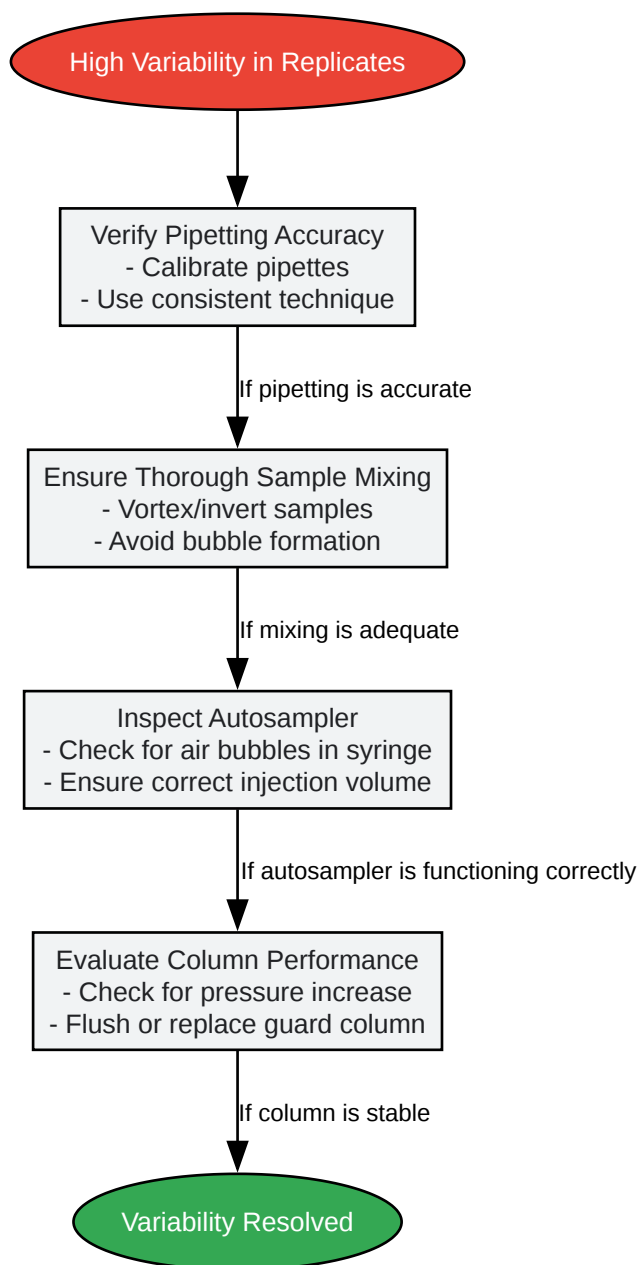 High Variability in Replicates
Verify Pipetting Accuracy
- Calibrate pipettes
- Use consistent technique
If pipetting is accurate
Ensure Thorough Sample Mixing
- Vortex/invert samples
- Avoid bubble formation
If mixing is adequate
Inspect Autosampler
- Check for air bubbles in syringe
- Ensure correct injection volume
If autosampler is functioning correctly
Evaluate Column Performance
- Check for pressure increase
- Flush or replace guard column
If column is stable
Variability Resolved